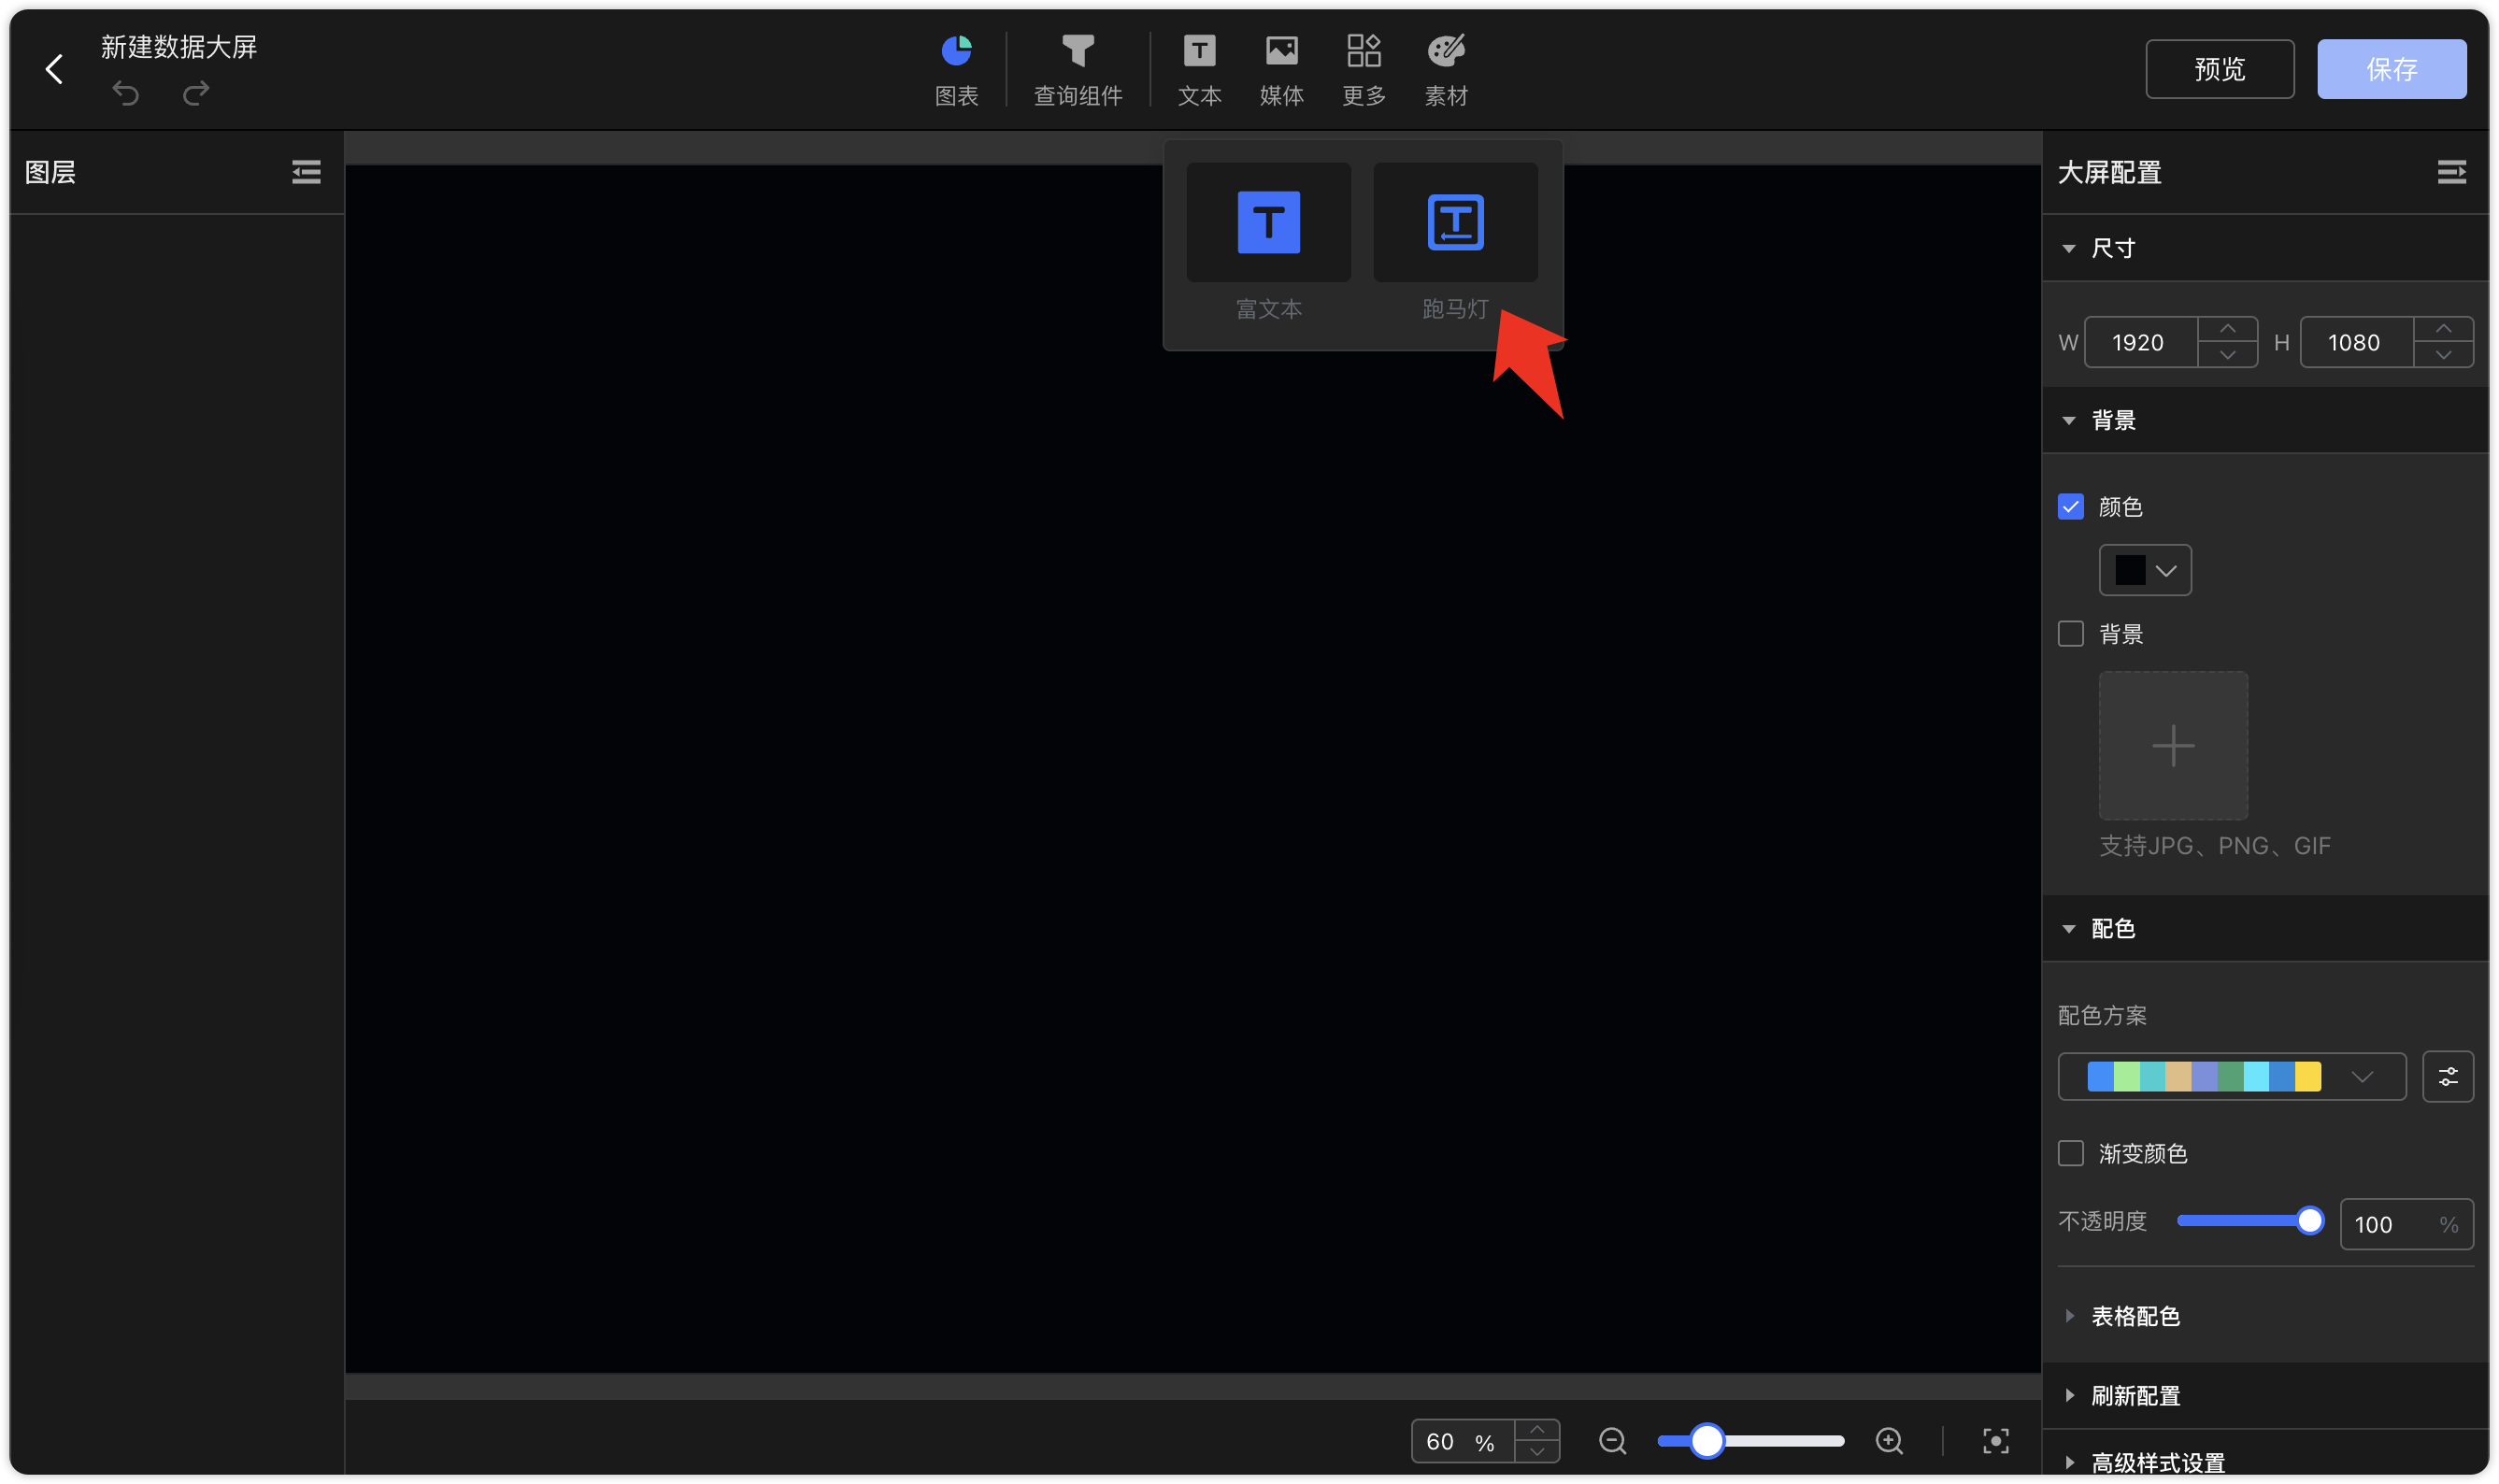 新建数据大屏
图表
查询组件
文本
媒体
更多
素材
预览
保存
图层
富文本
跑马灯
大屏配置
尺寸
W 1920 H 1080
背景
颜色
背景
支持JPG、PNG、GIF
配色
配色方案
渐变颜色
不透明度 100 %
表格配色
刷新配置
高级样式设置
60 %